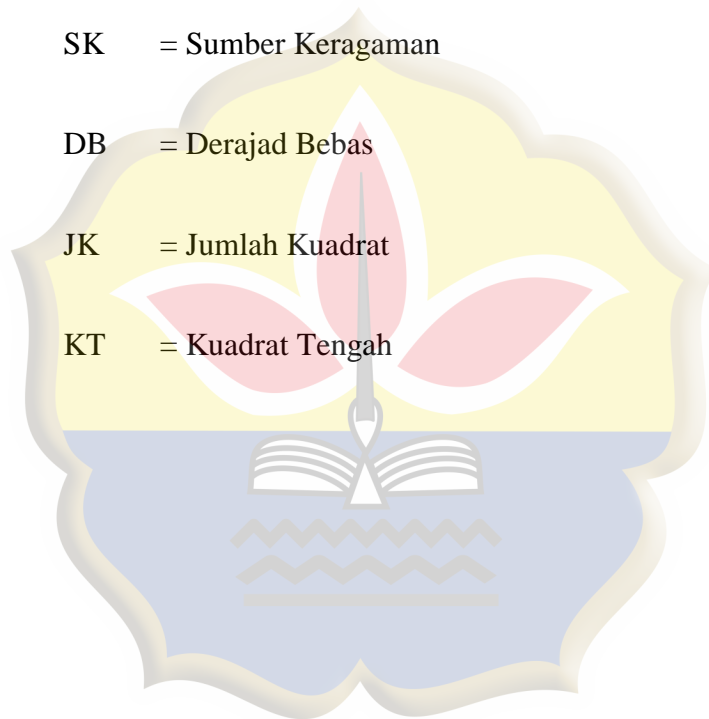 SK = Sumber Keragaman
DB = Derajad Bebas
JK = Jumlah Kuadrat
KT = Kuadrat Tengah